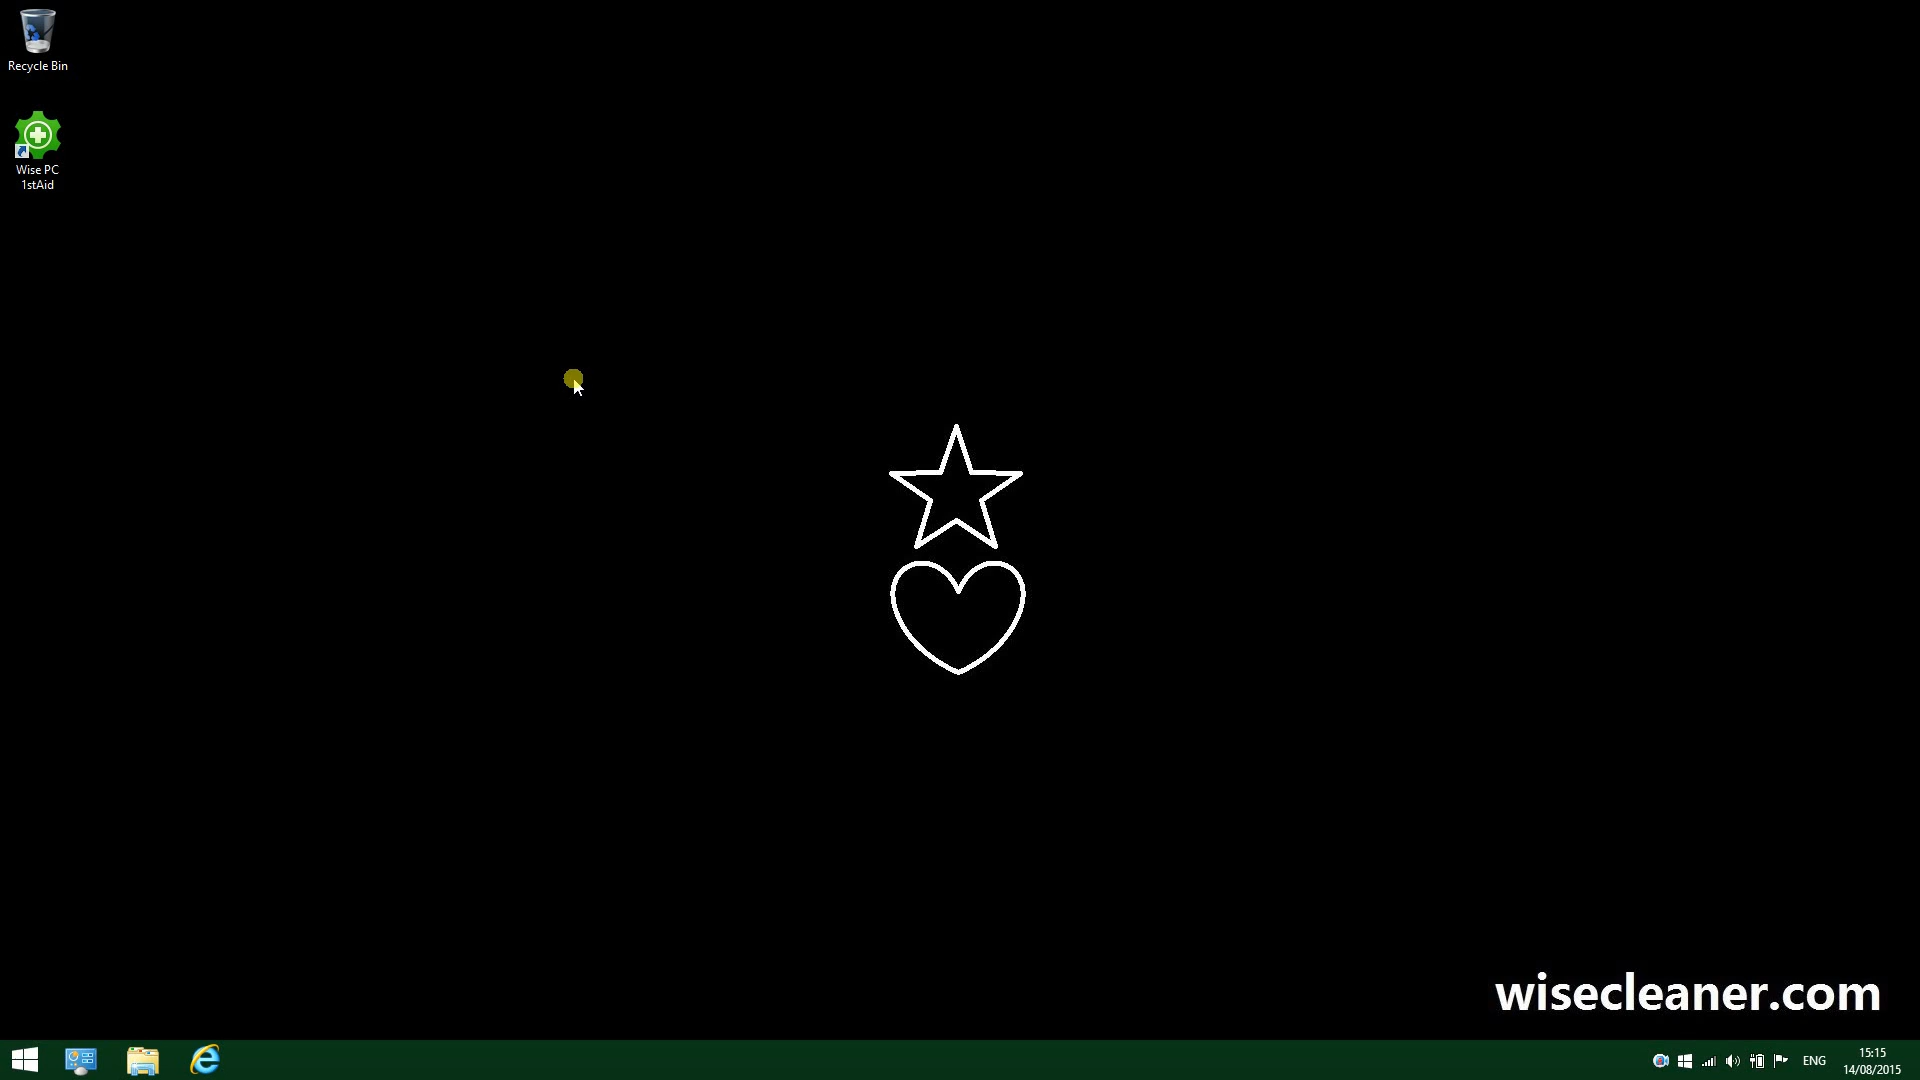 Recycle Bin
Wise PC
1stAid
wisecleaner.com
ENG
15:15
14/08/2015